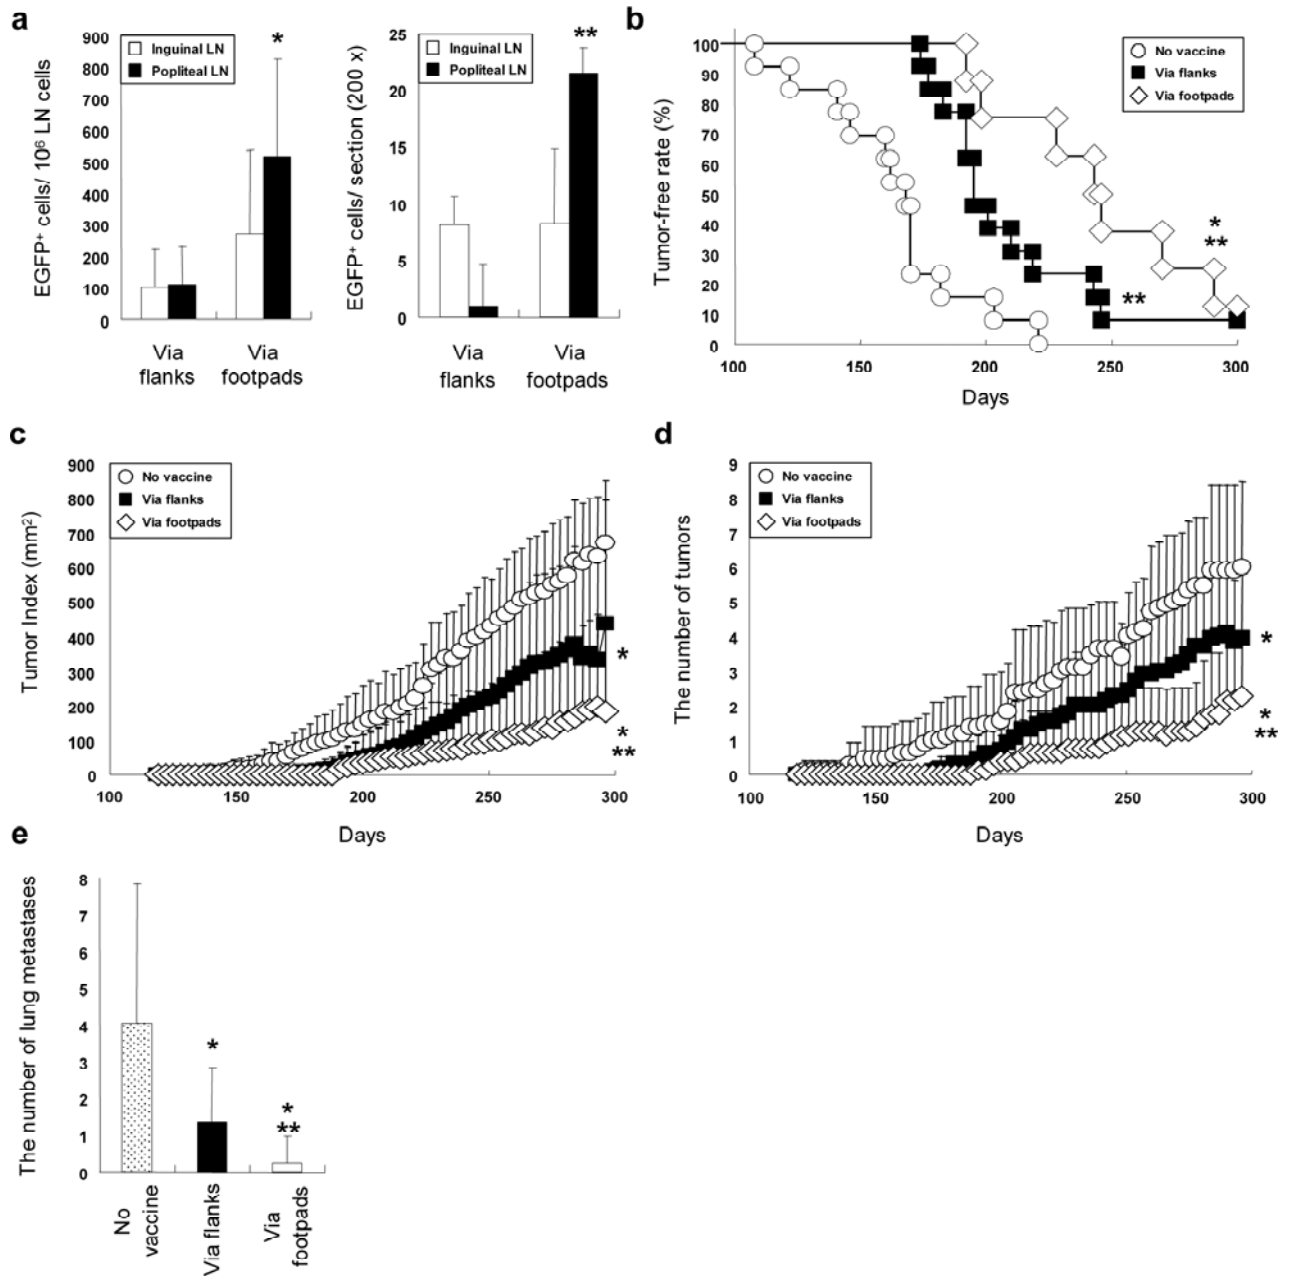 a
EGFP+ cells/ 10⁶ LN cells
900
800
700
600
500
400
300
200
100
0
Inguinal LN
Popliteal LN
*
Via flanks
Via footpads
EGFP+ cells/ section (200 x)
25
20
15
10
5
0
Inguinal LN
Popliteal LN
**
Via flanks
Via footpads
b
Tumor-free rate (%)
100
90
80
70
60
50
40
30
20
10
0
No vaccine
Via flanks
Via footpads
*
**
**
100
150
200
250
300
Days
c
Tumor Index (mm²)
900
800
700
600
500
400
300
200
100
0
No vaccine
Via flanks
Via footpads
*
*
**
100
150
200
250
300
Days
d
The number of tumors
9
8
7
6
5
4
3
2
1
0
No vaccine
Via flanks
Via footpads
*
*
**
100
150
200
250
300
Days
e
The number of lung metastases
8
7
6
5
4
3
2
1
0
*
*
**
No vaccine
Via flanks
Via footpads